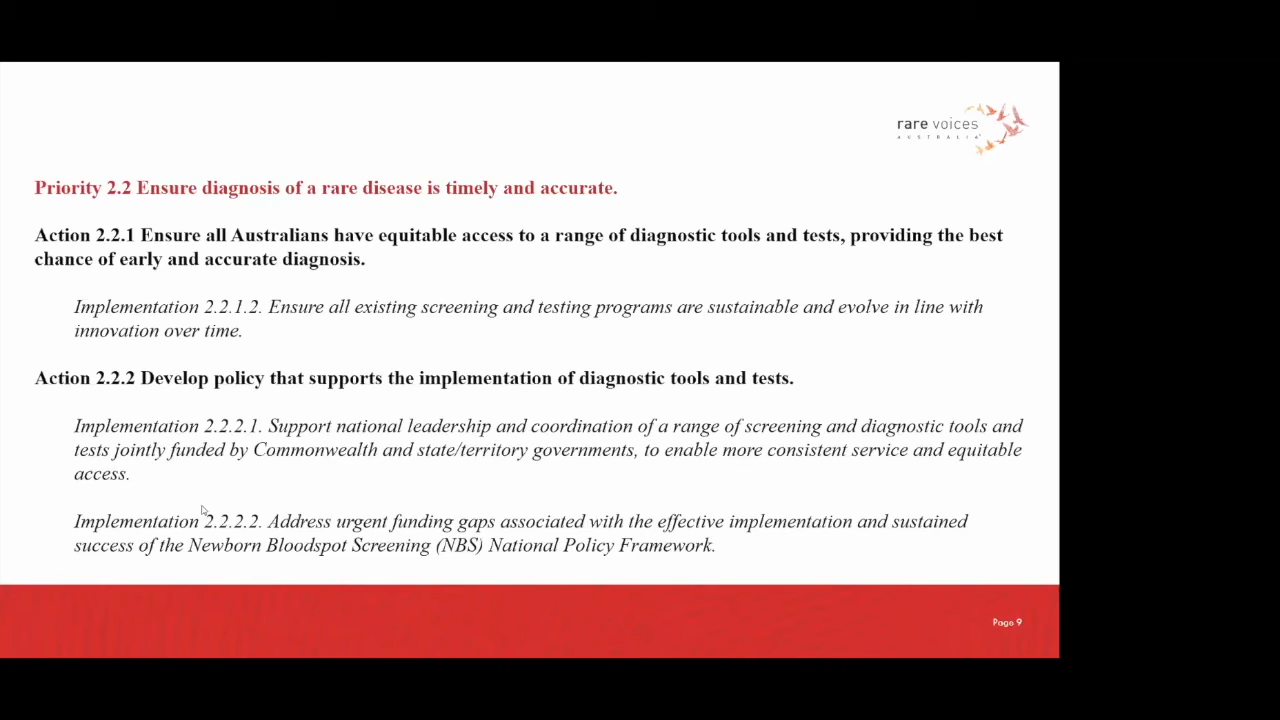 rare voices
AUSTRALIA
Priority 2.2 Ensure diagnosis of a rare disease is timely and accurate.
Action 2.2.1 Ensure all Australians have equitable access to a range of diagnostic tools and tests, providing the best
chance of early and accurate diagnosis.
Implementation 2.2.1.2. Ensure all existing screening and testing programs are sustainable and evolve in line with
innovation over time.
Action 2.2.2 Develop policy that supports the implementation of diagnostic tools and tests.
Implementation 2.2.2.1. Support national leadership and coordination of a range of screening and diagnostic tools and
tests jointly funded by Commonwealth and state/territory governments, to enable more consistent service and equitable
access.
Implementation 2.2.2.2. Address urgent funding gaps associated with the effective implementation and sustained
success of the Newborn Bloodspot Screening (NBS) National Policy Framework.
Page 9